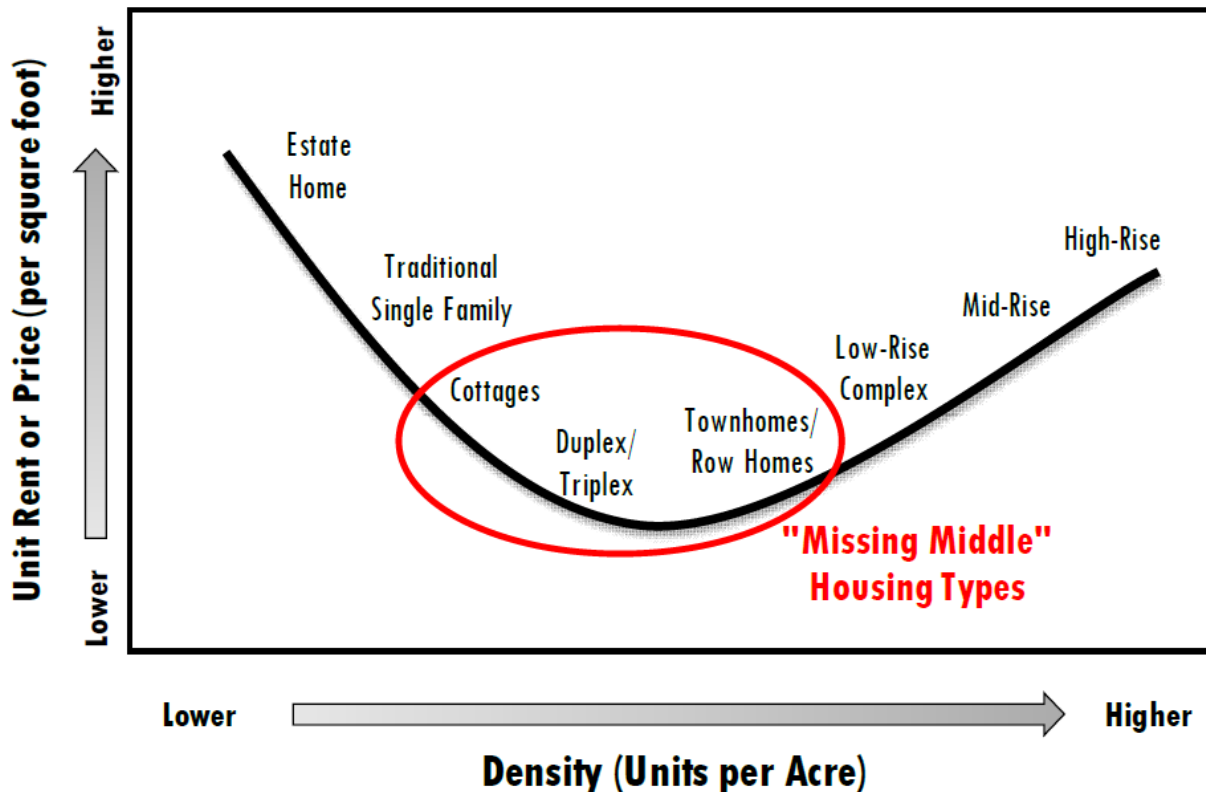 Unit Rent or Price (per square foot)
Higher
Lower
Estate
Home
Traditional
Single Family
Cottages
Duplex/
Triplex
Townhomes/
Row Homes
Low-Rise
Complex
Mid-Rise
High-Rise
"Missing Middle"
Housing Types
Lower
Higher
Density (Units per Acre)